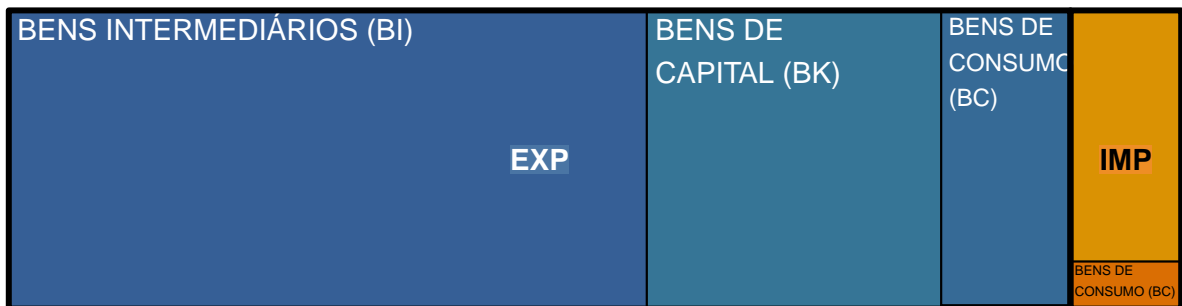 BENS INTERMEDIÁRIOS (BI)
BENS DE
CAPITAL (BK)
BENS DE
CONSUMO
(BC)
EXP
IMP
BENS DE
CONSUMO (BC)